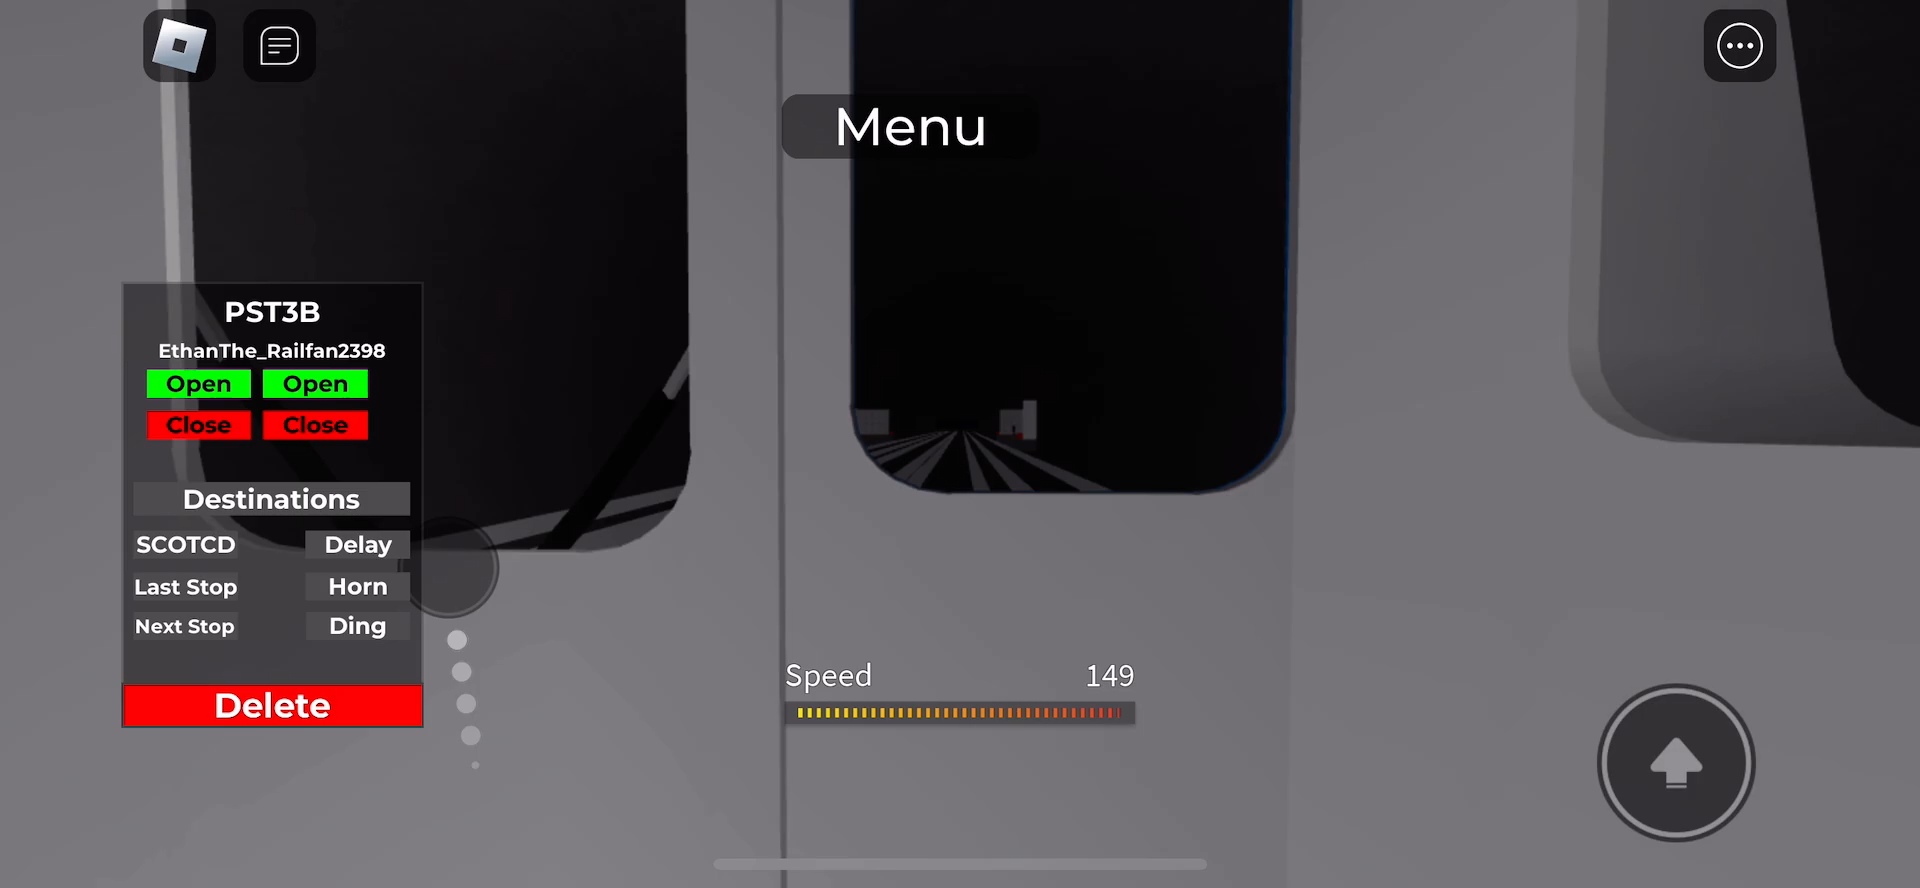 Menu
PST3B
EthanThe_Railfan2398
Open Open
Close Close
Destinations
SCOTCD Delay
Last Stop Horn
Next Stop Ding
Delete
Speed 149